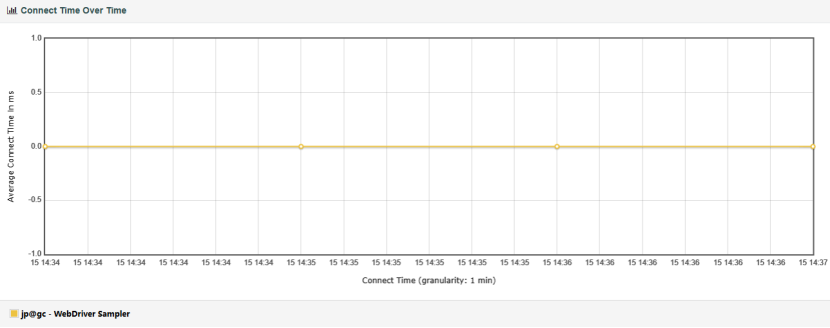 Connect Time Over Time
1.0
0.5
0.0
-0.5
-1.0
Average Connect Time in ms
15 14:34 15 14:34 15 14:34 15 14:34 15 14:34 15 14:34 15 14:35 15 14:35 15 14:35 15 14:35 15 14:35 15 14:35 15 14:36 15 14:36 15 14:36 15 14:36 15 14:36 15 14:36 15 14:37
Connect Time (granularity: 1 min)
jp@gc - WebDriver Sampler